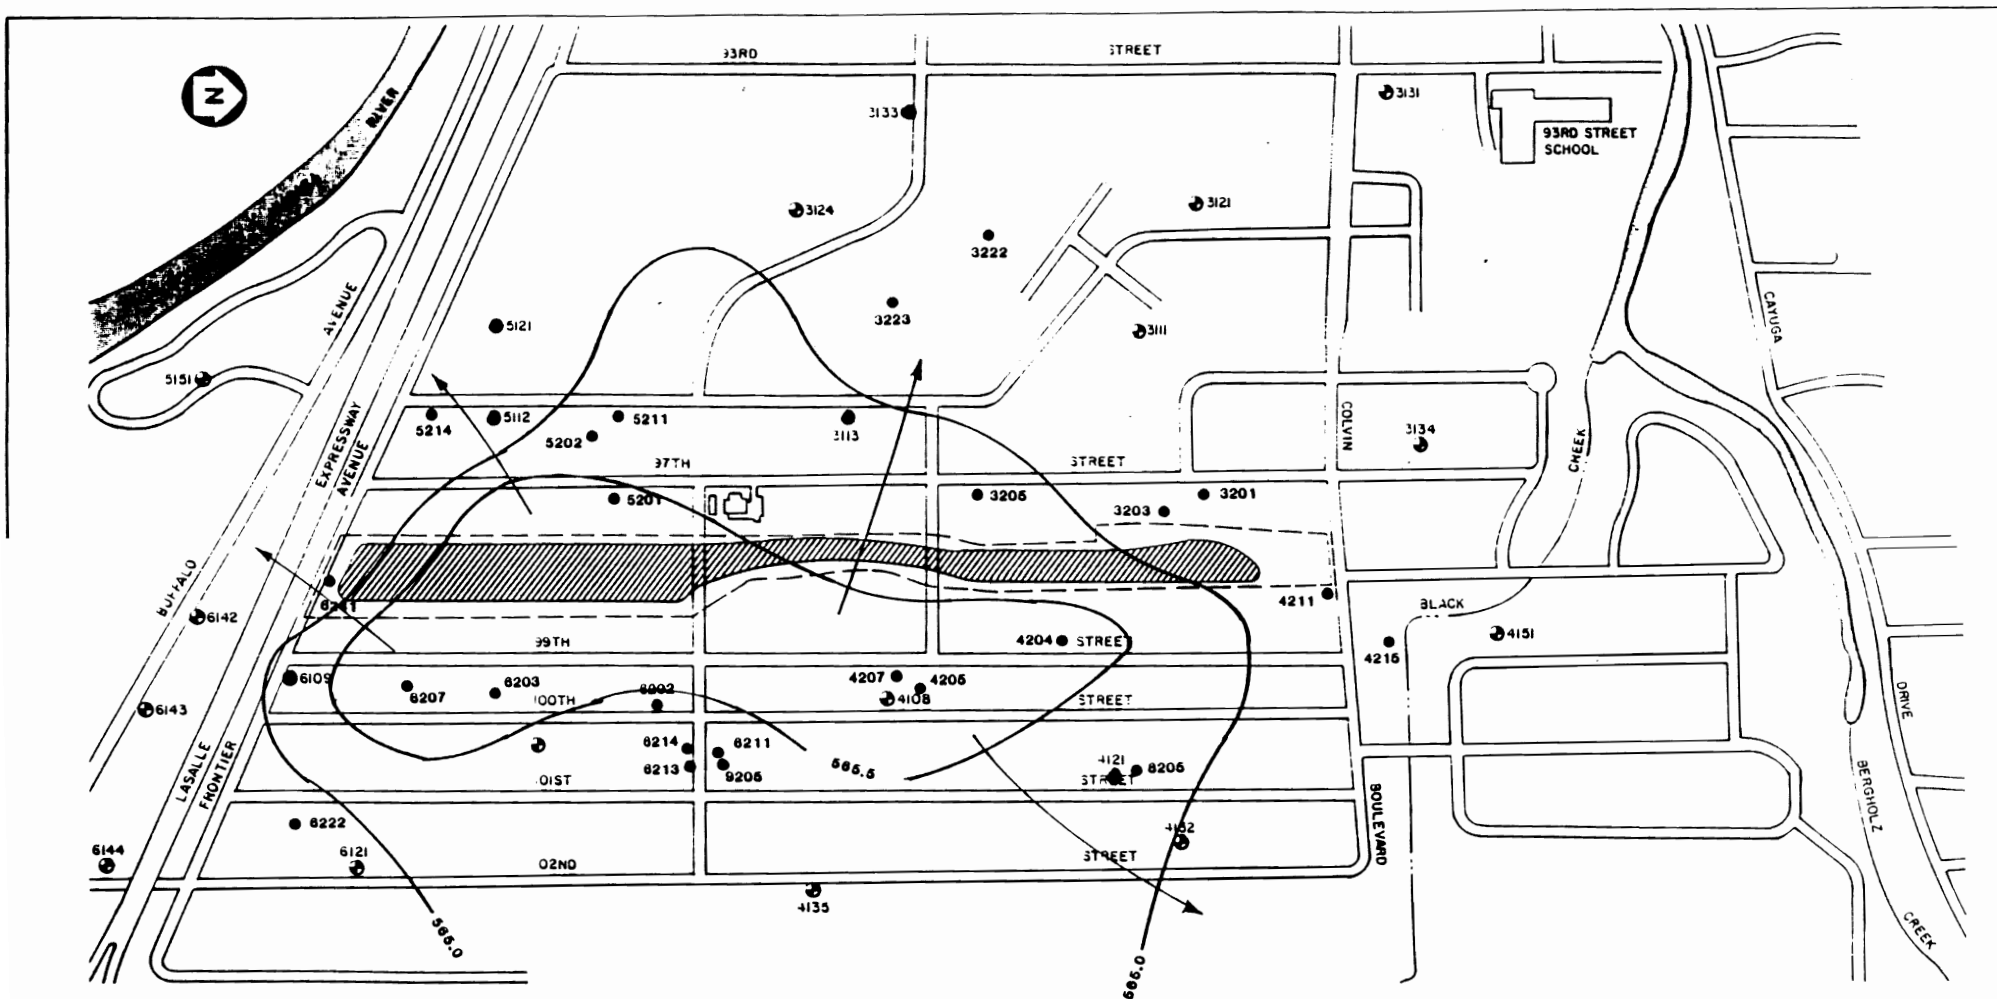 93RD STREET
N
RIVER
3133
3131
93RD STREET
SCHOOL
3124
3121
3222
3223
3111
5121
AVENUE
CAYUGA
5151
5214
5112
5211
5202
3113
COLVIN
3134
EXPRESSWAY
AVENUE
97TH STREET
CREEK
5201
3205
3201
3203
BUFFALO
6142
4211
BLACK
4151
4215
99TH STREET
4204
6109
6207
6203
6202
4207
4205
4108
6143
100TH STREET
DRIVE
LASALLE
FRONTIER
6214
6211
6213
9205
565.5
4121
8205
01ST STREET
BOULEVARD
BERGHOLZ
6222
6144
6121
02ND STREET
4135
565.0
565.0
CREEK